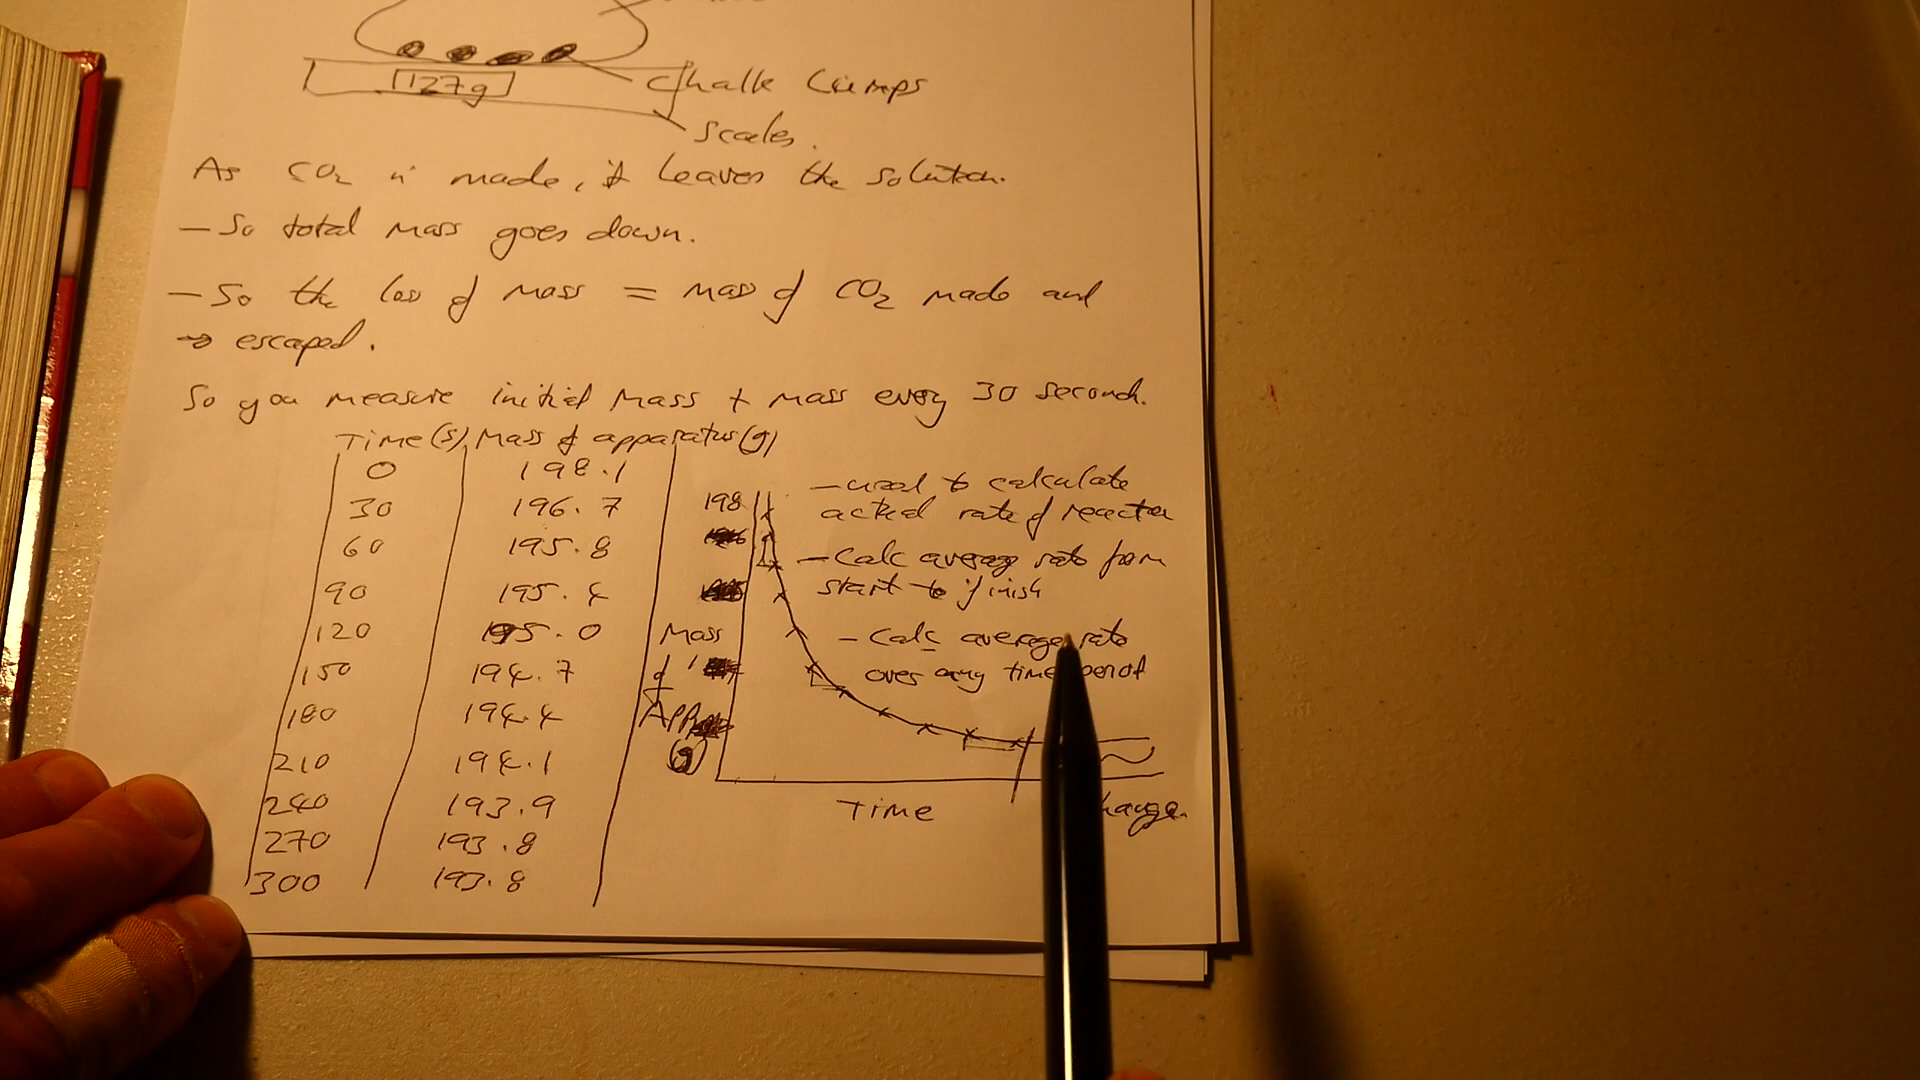 127g
Chalk Lumps
Scales.
As CO2 is made, it leaves the solution.
- So total mass goes down.
- So the loss of mass = mass of CO2 made and
→ escaped.
So you measure initial mass + mass every 30 second.
Time (s) Mass of apparatus (g)
0 198.1
30 196.7
60 195.8
90 195.4
120 195.0
150 194.7
180 194.4
210 194.1
240 193.9
270 193.8
300 193.8
198
Mass
of
App
(g)
Time
- used to calculate
actual rate of reaction
- Calc average rate from
start to finish
- Calc average rate
over any time period